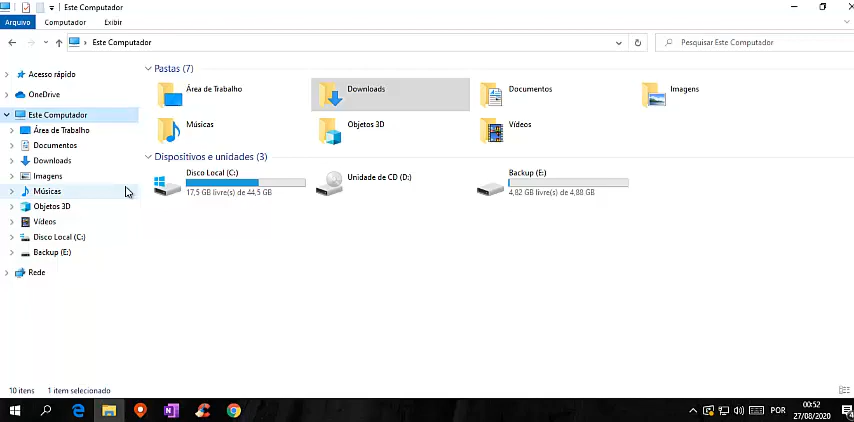 Este Computador
Arquivo Computador Exibir
Este Computador
Pesquisar Este Computador
Acesso rápido
OneDrive
Este Computador
Área de Trabalho
Documentos
Downloads
Imagens
Músicas
Objetos 3D
Vídeos
Disco Local (C:)
Backup (E:)
Rede
Pastas (7)
Área de Trabalho Downloads Documentos Imagens
Músicas Objetos 3D Vídeos
Dispositivos e unidades (3)
Disco Local (C:)
17,5 GB livre(s) de 44,5 GB
Unidade de CD (D:)
Backup (E:)
4,82 GB livre(s) de 4,88 GB
10 itens 1 item selecionado
POR
00:52
27/08/2020